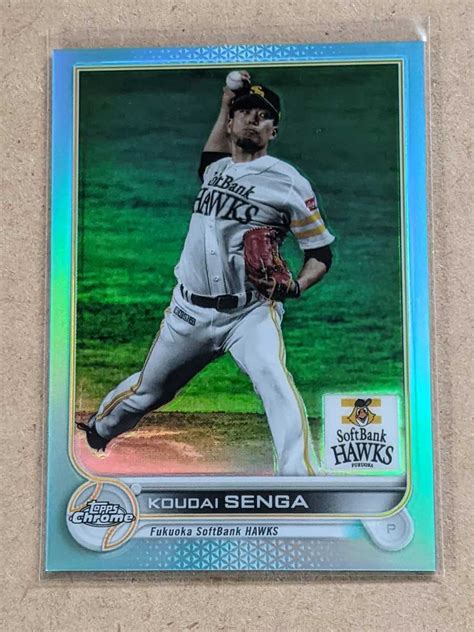 SoftBank
HAWKS
SoftBank
HAWKS
FUKUOKA
KOUDAI SENGA
P
Topps
Chrome
Fukuoka SoftBank HAWKS